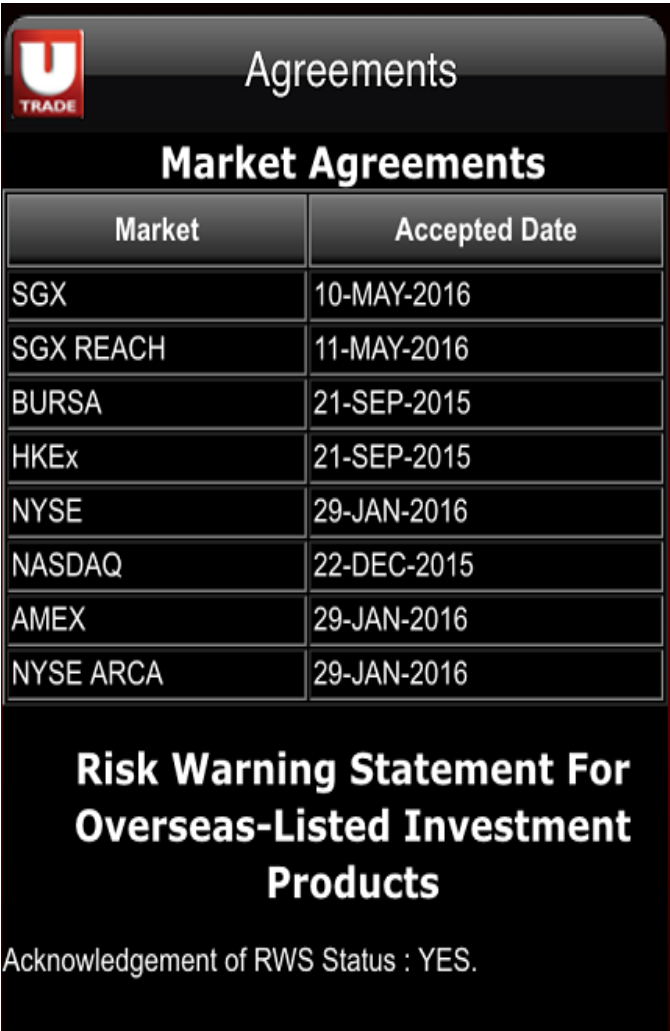 U
TRADE
Agreements
Market Agreements
Market Accepted Date
SGX 10-MAY-2016
SGX REACH 11-MAY-2016
BURSA 21-SEP-2015
HKEx 21-SEP-2015
NYSE 29-JAN-2016
NASDAQ 22-DEC-2015
AMEX 29-JAN-2016
NYSE ARCA 29-JAN-2016
Risk Warning Statement For
Overseas-Listed Investment
Products
Acknowledgement of RWS Status : YES.